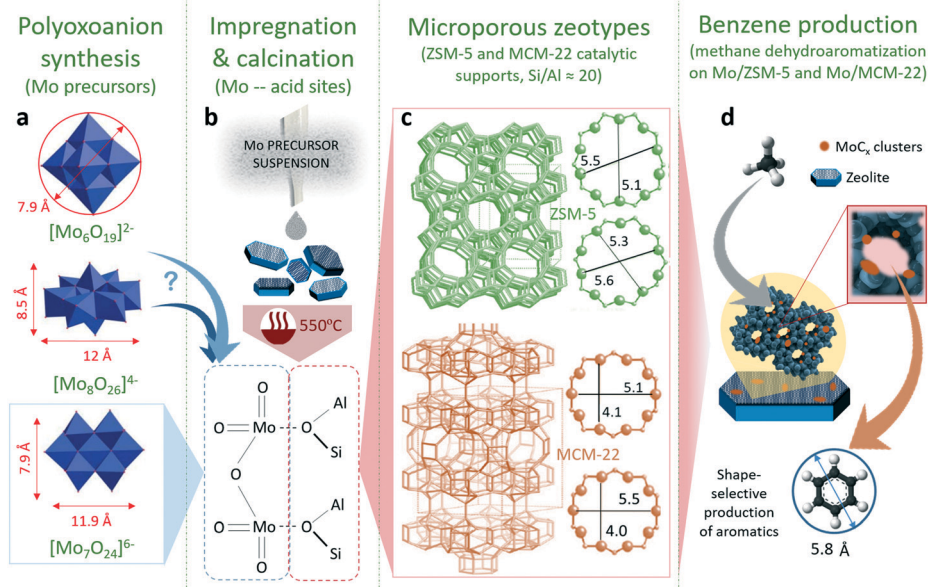 Polyoxoanion
synthesis
(Mo precursors)
a
7.9 Å
[Mo6O19]2-
8.5 Å
12 Å
[Mo8O26]4-
7.9 Å
11.9 Å
[Mo7O24]6-
?
Impregnation
& calcination
(Mo -- acid sites)
b
Mo PRECURSOR
SUSPENSION
550ºC
O
O
Mo
O
Al
Si
O
O
O
Mo
O
Al
Si
Microporous zeotypes
(ZSM-5 and MCM-22 catalytic
supports, Si/Al ≈ 20)
c
5.5
5.1
ZSM-5
5.3
5.6
5.1
4.1
MCM-22
5.5
4.0
Benzene production
(methane dehydroaromatization
on Mo/ZSM-5 and Mo/MCM-22)
d
MoCx clusters
Zeolite
Shape-
selective
production
of aromatics
5.8 Å